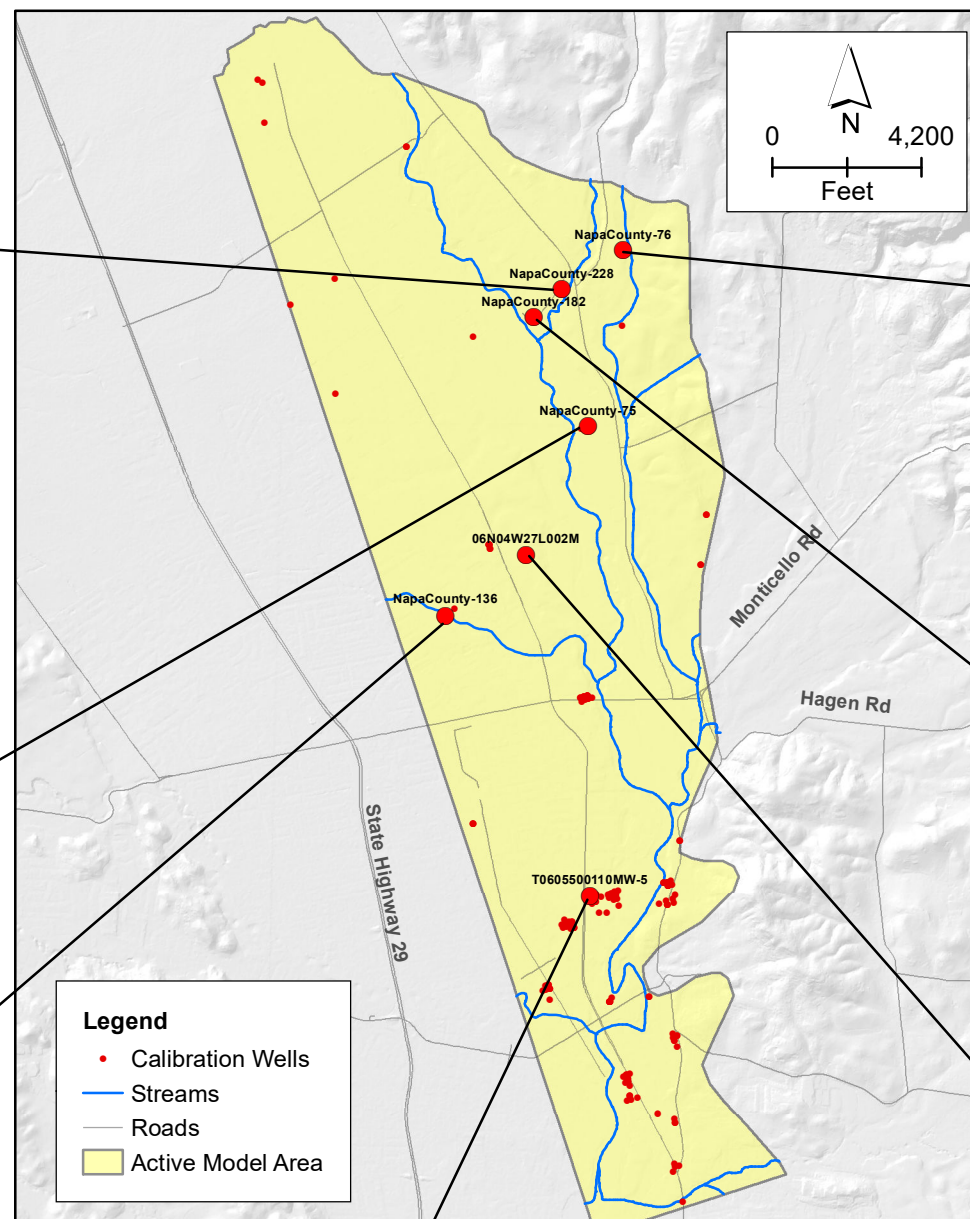 N
0 4,200
Feet
NapaCounty-76
NapaCounty-228
NapaCounty-182
NapaCounty-75
06N04W27L002M
NapaCounty-136
Monticello Rd
Hagen Rd
State Highway 29
T0605500110MW-5
Legend
Calibration Wells
Streams
Roads
Active Model Area